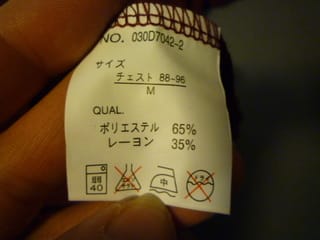 NO. 030D7042-2
サイズ
チェスト 88-96
M
QUAL.
ポリエステル 65%
レーヨン 35%
40
中